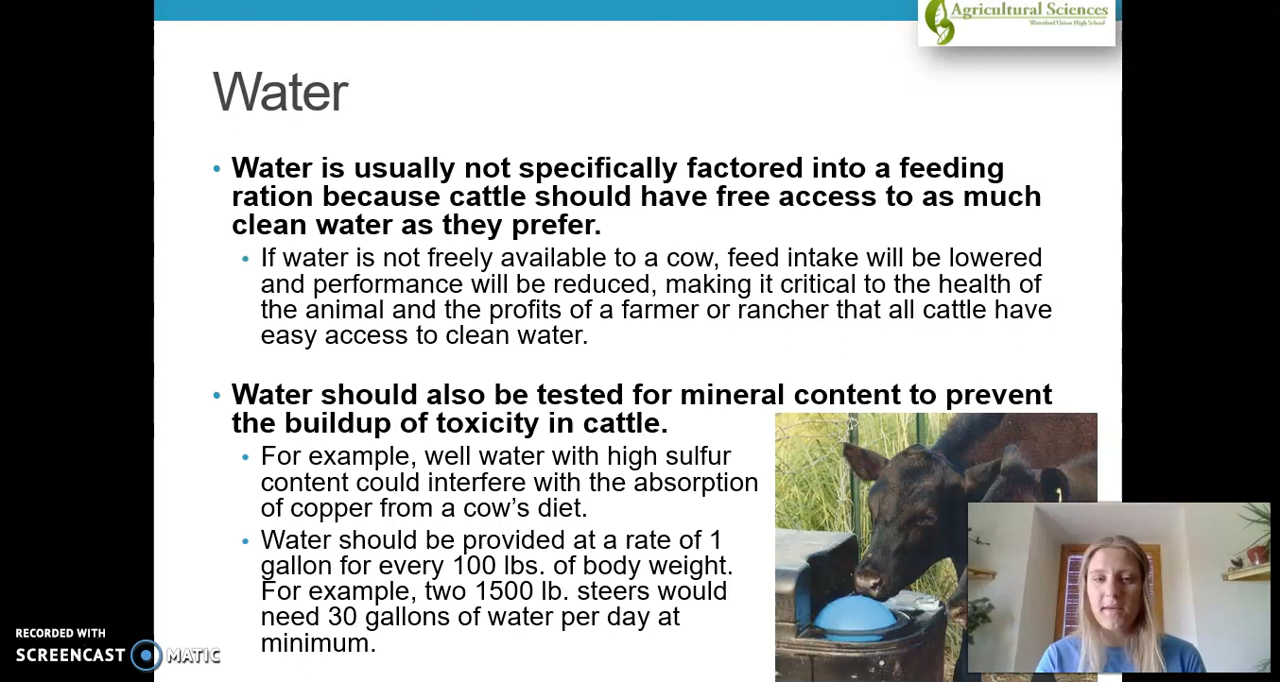 Agricultural Sciences
Waterford Union High School
Water
• Water is usually not specifically factored into a feeding
ration because cattle should have free access to as much
clean water as they prefer.
• If water is not freely available to a cow, feed intake will be lowered
and performance will be reduced, making it critical to the health of
the animal and the profits of a farmer or rancher that all cattle have
easy access to clean water.
• Water should also be tested for mineral content to prevent
the buildup of toxicity in cattle.
• For example, well water with high sulfur
content could interfere with the absorption
of copper from a cow’s diet.
• Water should be provided at a rate of 1
gallon for every 100 lbs. of body weight.
For example, two 1500 lb. steers would
need 30 gallons of water per day at
minimum.
RECORDED WITH
SCREENCAST MATIC